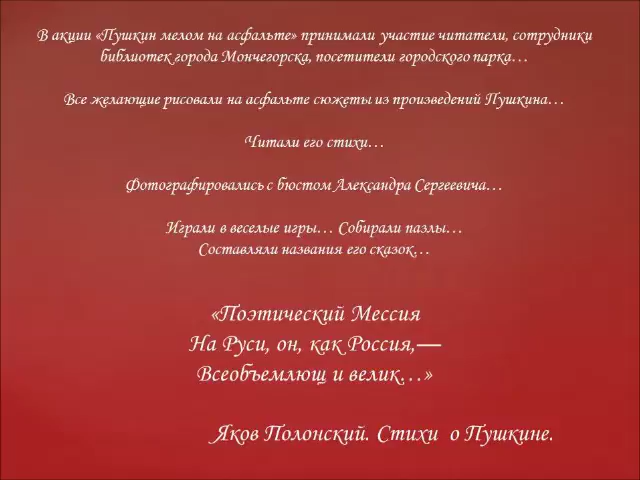 В акции «Пушкин мелом на асфальте» принимали участие читатели, сотрудники
библиотек города Мончегорска, посетители городского парка…
Все желающие рисовали на асфальте сюжеты из произведений Пушкина…
Читали его стихи…
Фотографировались с бюстом Александра Сергеевича…
Играли в веселые игры… Собирали пазлы…
Составляли названия его сказок…
«Поэтический Мессия
На Руси, он, как Россия,—
Всеобъемлющ и велик…»
Яков Полонский. Стихи о Пушкине.